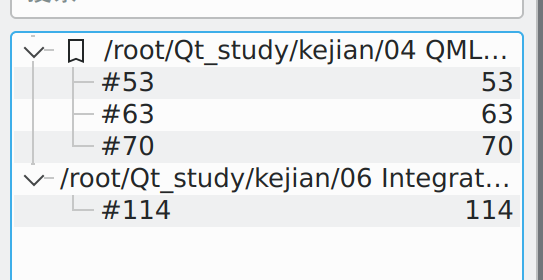 /root/Qt_study/kejian/04 QML...
#53 53
#63 63
#70 70
/root/Qt_study/kejian/06 Integrat...
#114 114